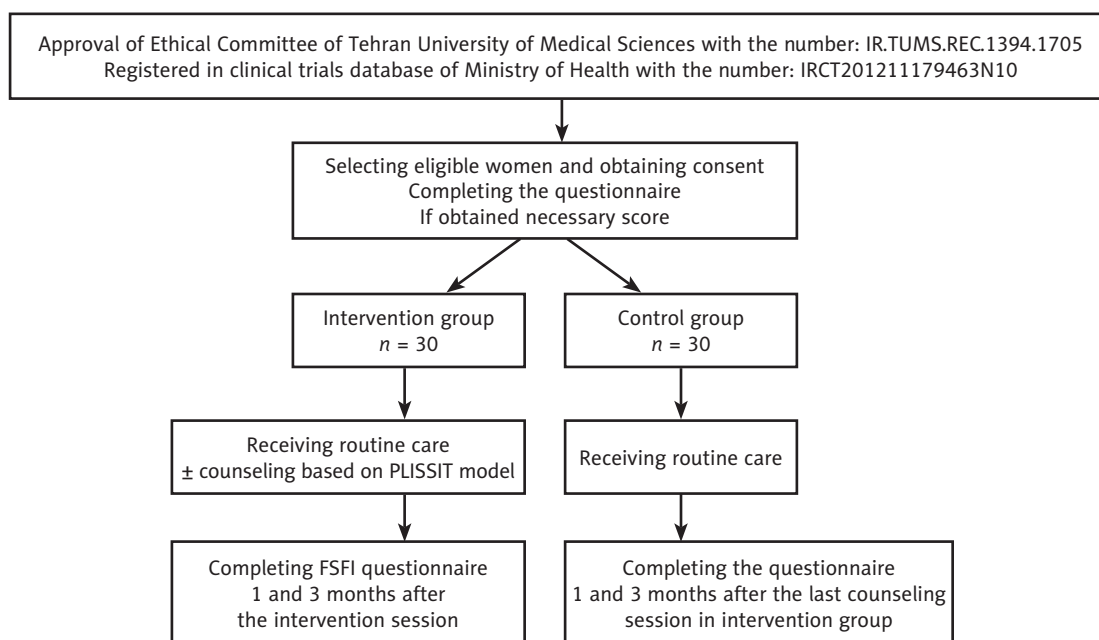 Approval of Ethical Committee of Tehran University of Medical Sciences with the number: IR.TUMS.REC.1394.1705
Registered in clinical trials database of Ministry of Health with the number: IRCT201211179463N10
Selecting eligible women and obtaining consent
Completing the questionnaire
If obtained necessary score
Intervention group
n = 30
Control group
n = 30
Receiving routine care
± counseling based on PLISSIT model
Receiving routine care
Completing FSFI questionnaire
1 and 3 months after
the intervention session
Completing the questionnaire
1 and 3 months after the last counseling
session in intervention group